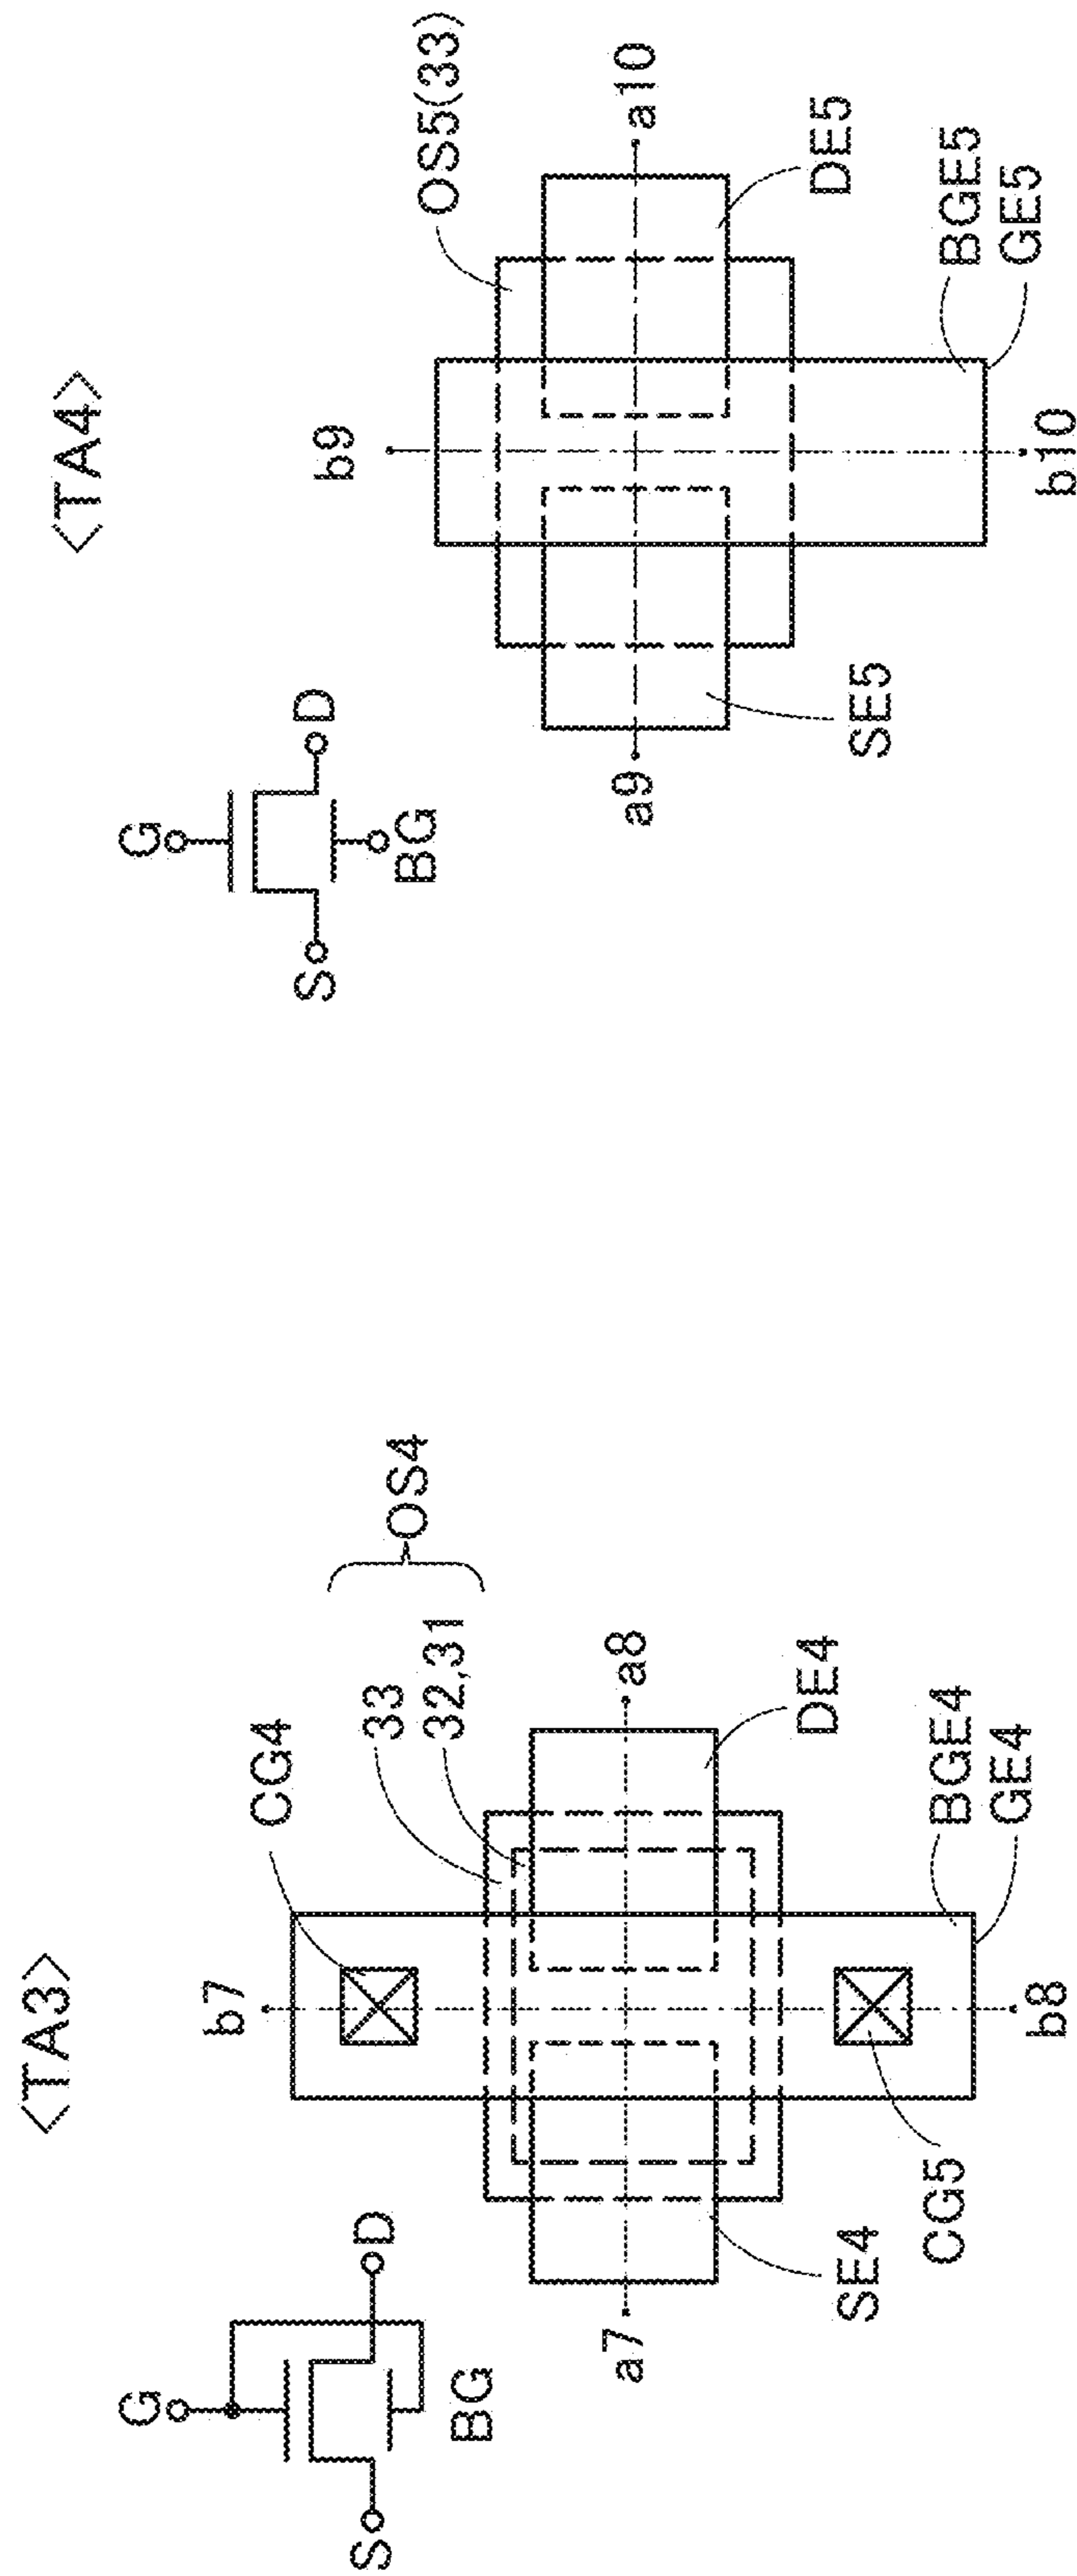 <TA3>
G
S
D
BG
b7
CG4
33
32,31
OS4
a7
a8
SE4
DE4
CG5
b8
BGE4
GE4
<TA4>
G
S
D
BG
b9
OS5(33)
a9
a10
SE5
DE5
BGE5
GE5
b10